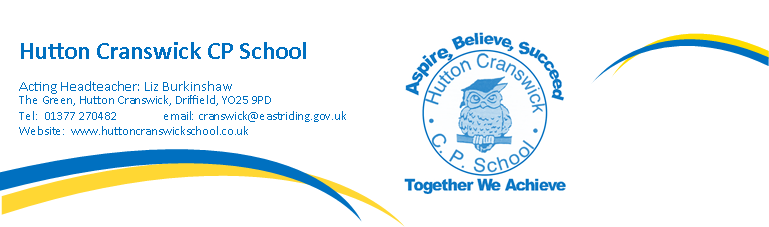 Hutton Cranswick CP School
Acting Headteacher: Liz Burkinshaw
The Green, Hutton Cranswick, Driffield, YO25 9PD
Tel: 01377 270482 email: cranswick@eastriding.gov.uk
Website: www.huttoncranswickschool.co.uk
Aspire, Believe, Succeed
Hutton Cranswick
C. P. School
Together We Achieve